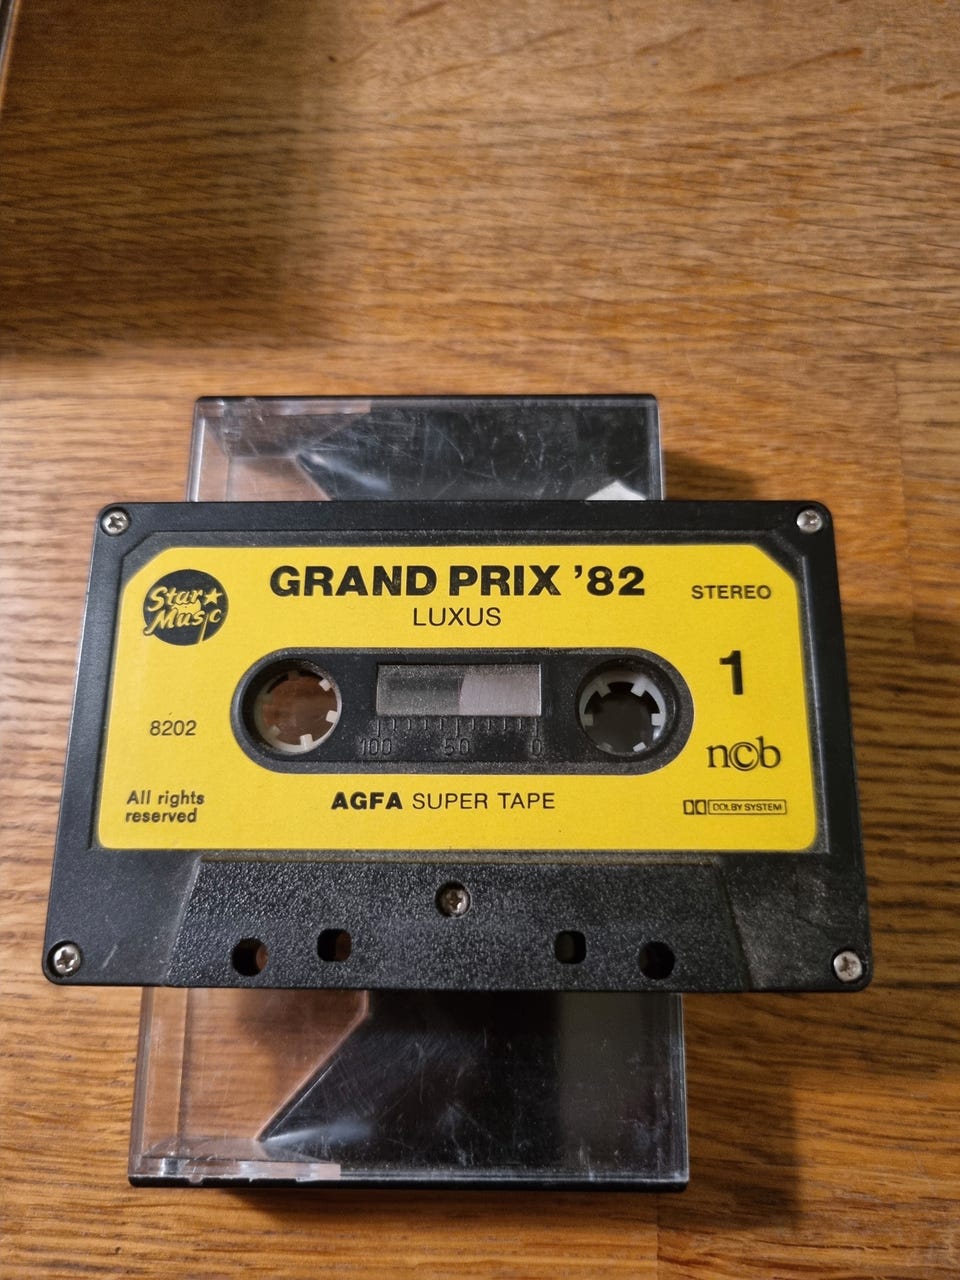 GRAND PRIX '82
LUXUS
Star Music
STEREO
1
8202
100 50 0
ncb
All rights
reserved
AGFA SUPER TAPE
DOLBY SYSTEM